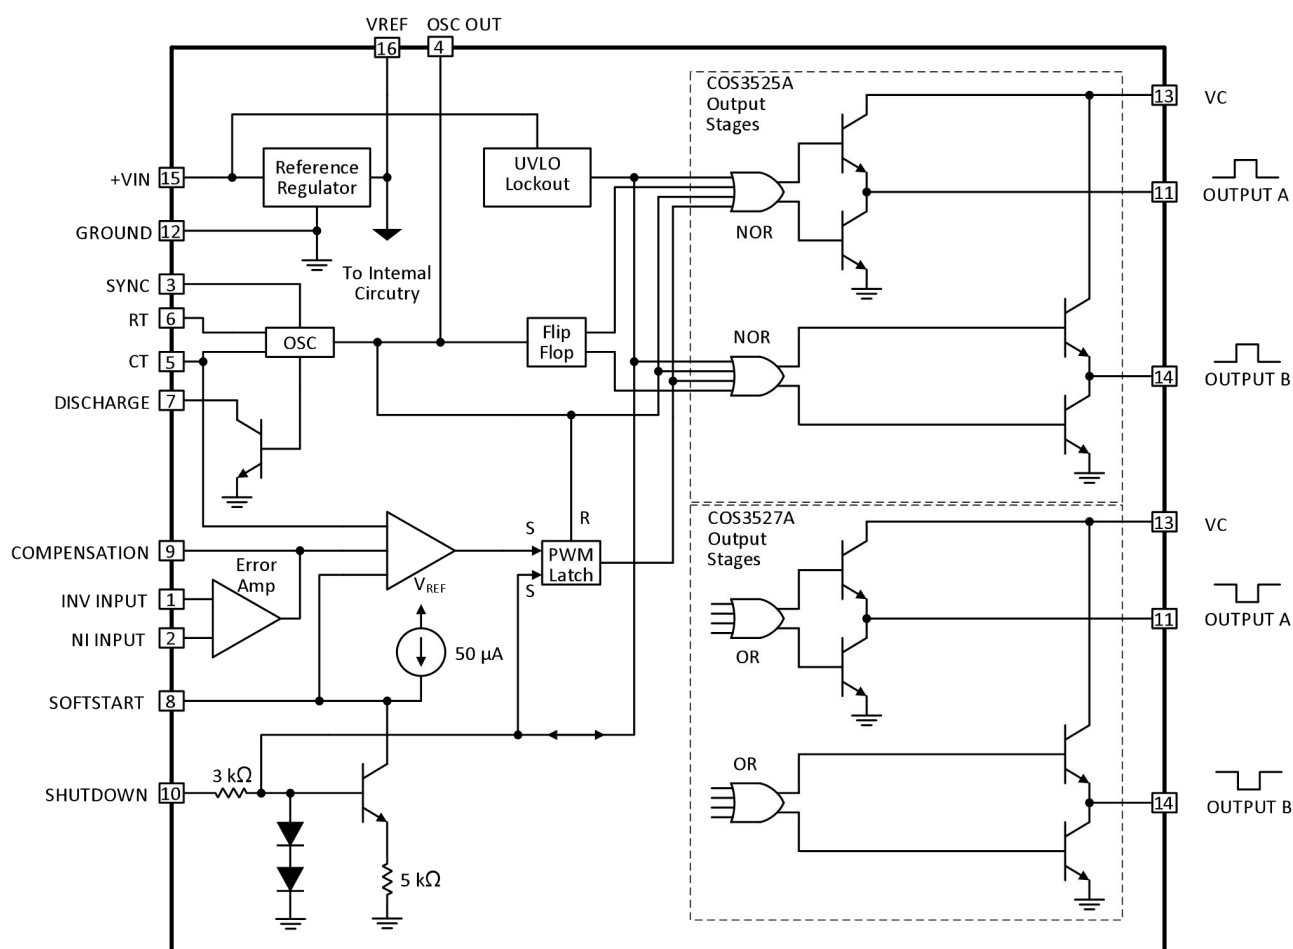 VREF
OSC OUT
16
4
COS3525A
Output
Stages
13
VC
+VIN
15
Reference
Regulator
UVLO
Lockout
11
OUTPUT A
NOR
GROUND
12
To Intemal
Circutry
SYNC
3
RT
6
OSC
Flip
Flop
NOR
CT
5
14
OUTPUT B
DISCHARGE
7
COS3527A
Output
Stages
13
VC
S
R
COMPENSATION
9
PWM
Latch
Error
Amp
VREF
S
INV INPUT
1
11
OUTPUT A
NI INPUT
2
50 µA
OR
SOFTSTART
8
OR
3 kΩ
SHUTDOWN
10
14
OUTPUT B
5 kΩ